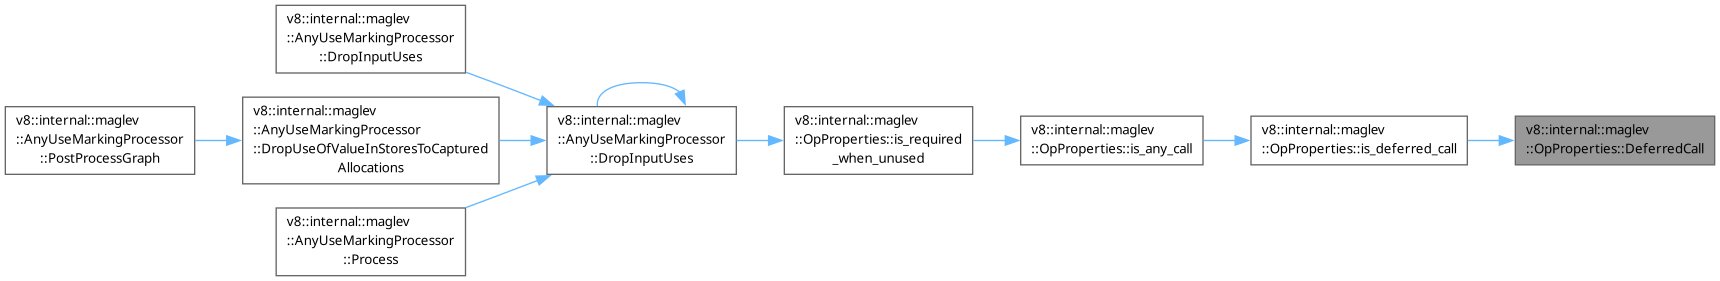 v8::internal::maglev
::AnyUseMarkingProcessor
::PostProcessGraph
v8::internal::maglev
::AnyUseMarkingProcessor
::DropInputUses
v8::internal::maglev
::AnyUseMarkingProcessor
::DropUseOfValueInStoresToCaptured
Allocations
v8::internal::maglev
::AnyUseMarkingProcessor
::Process
v8::internal::maglev
::AnyUseMarkingProcessor
::DropInputUses
v8::internal::maglev
::OpProperties::is_required
_when_unused
v8::internal::maglev
::OpProperties::is_any_call
v8::internal::maglev
::OpProperties::is_deferred_call
v8::internal::maglev
::OpProperties::DeferredCall